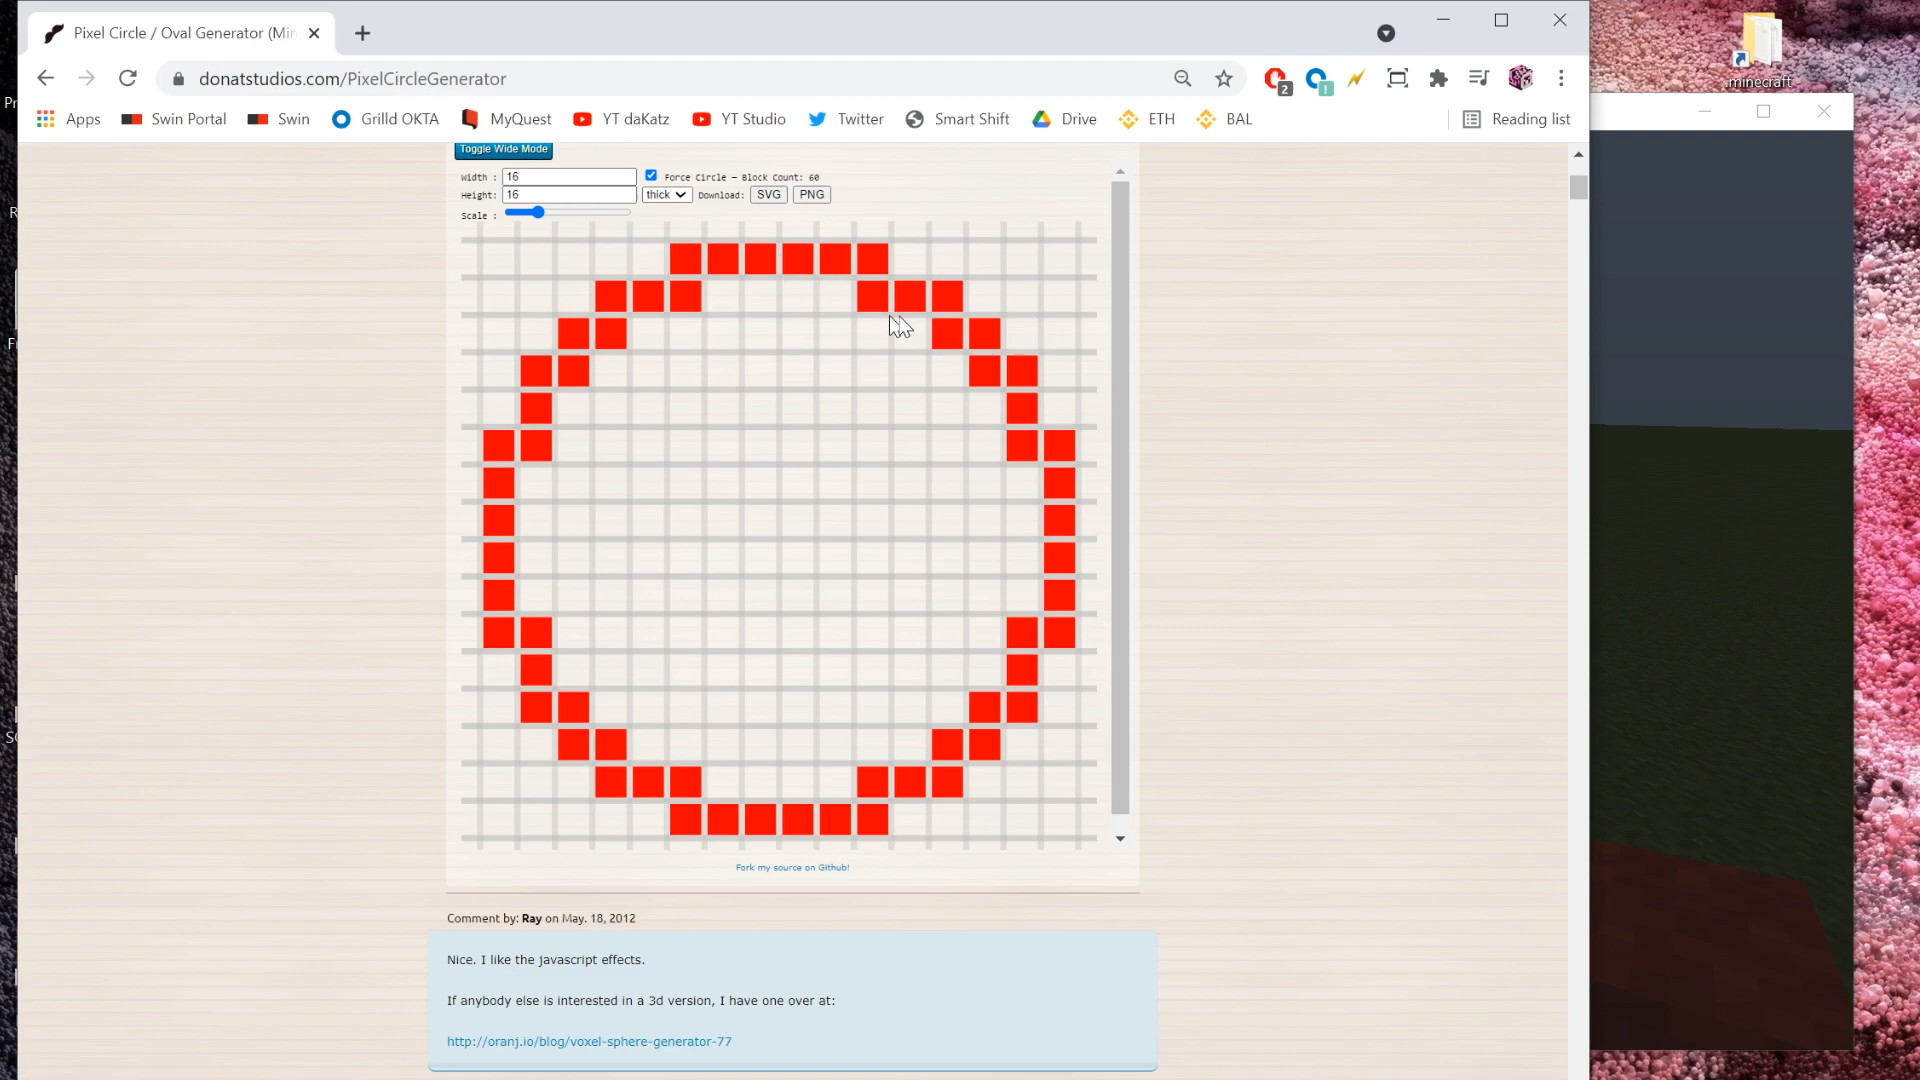 Pixel Circle / Oval Generator (Min
.minecraft
donatstudios.com/PixelCircleGenerator
2
!
Apps Swin Portal Swin Grilld OKTA MyQuest YT daKatz YT Studio Twitter Smart Shift Drive ETH BAL Reading list
Toggle Wide Mode
Width : 16 Force Circle — Block Count: 60
Height: 16 thick Download: SVG PNG
Scale :
Fork my source on Github!
Comment by: Ray on May. 18, 2012
Nice. I like the javascript effects.
If anybody else is interested in a 3d version, I have one over at:
http://oranj.io/blog/voxel-sphere-generator-77